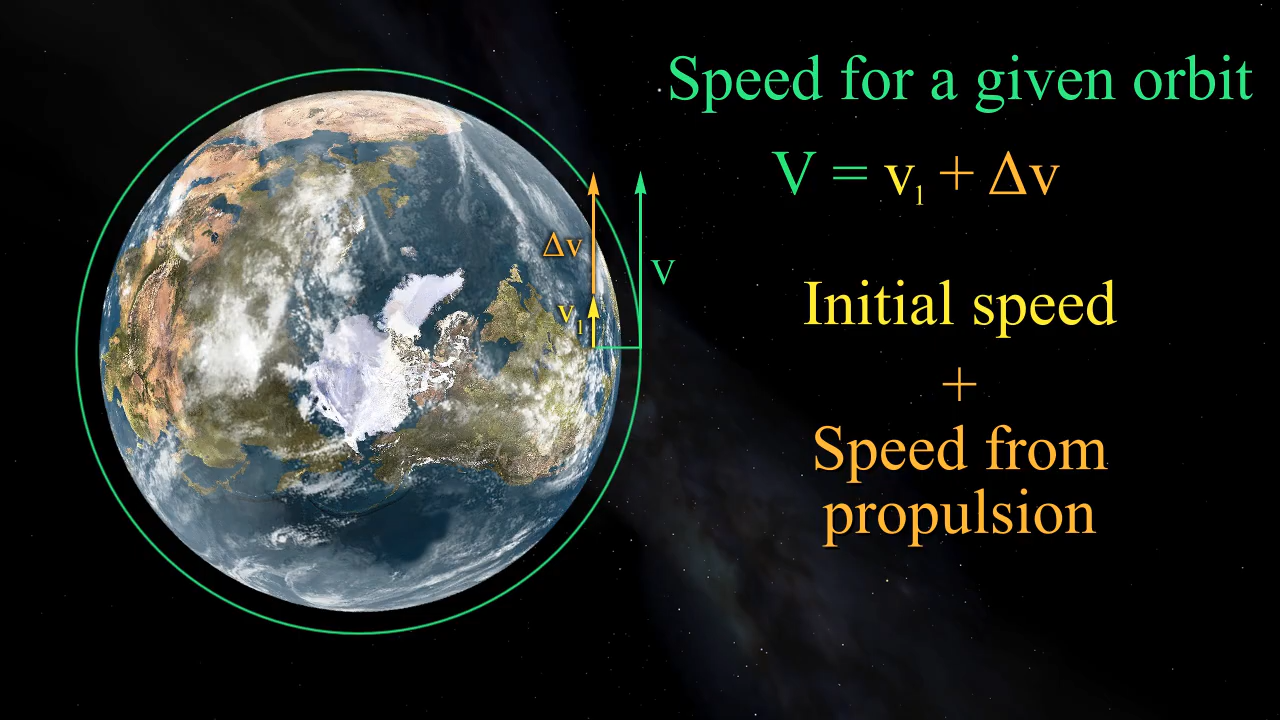 Speed for a given orbit
V = v₁ + Δv
Δv
V
v₁
Initial speed
+
Speed from
propulsion